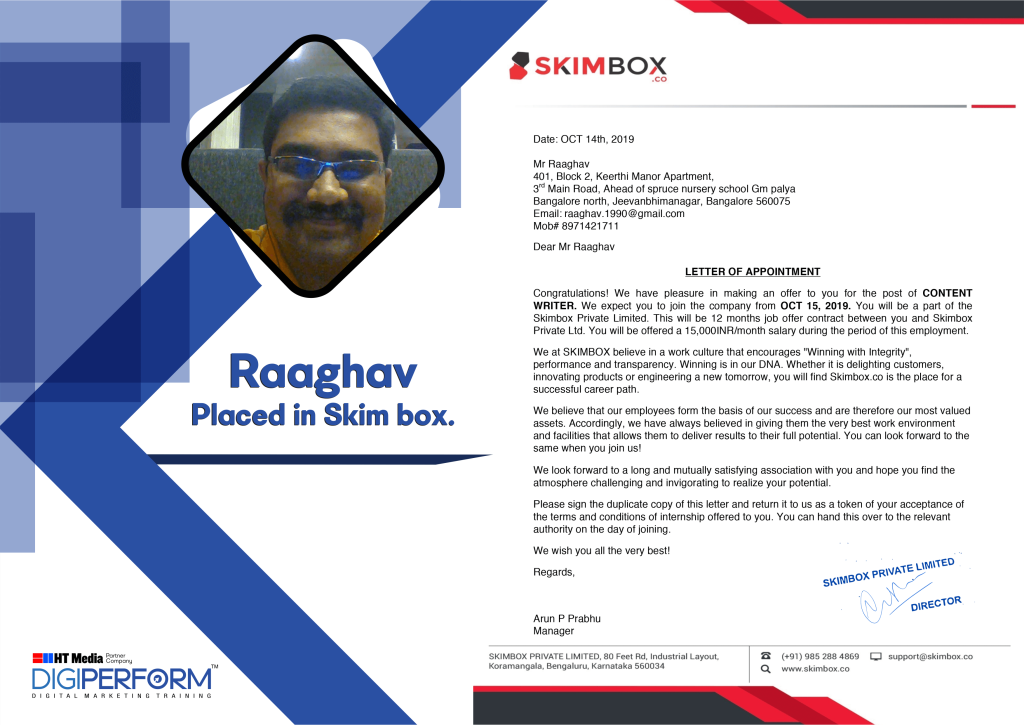 Raaghav
Placed in Skim box.
HT Media Partner
Company
DIGIPERFORM™
DIGITAL MARKETING TRAINING
SKIMBOX
.co
Date: OCT 14th, 2019
Mr Raaghav
401, Block 2, Keerthi Manor Apartment,
3rd Main Road, Ahead of spruce nursery school Gm palya
Bangalore north, Jeevanbhimanagar, Bangalore 560075
Email: raaghav.1990@gmail.com
Mob# 8971421711
Dear Mr Raaghav
LETTER OF APPOINTMENT
Congratulations! We have pleasure in making an offer to you for the post of CONTENT
WRITER. We expect you to join the company from OCT 15, 2019. You will be a part of the
Skimbox Private Limited. This will be 12 months job offer contract between you and Skimbox
Private Ltd. You will be offered a 15,000INR/month salary during the period of this employment.
We at SKIMBOX believe in a work culture that encourages "Winning with Integrity",
performance and transparency. Winning is in our DNA. Whether it is delighting customers,
innovating products or engineering a new tomorrow, you will find Skimbox.co is the place for a
successful career path.
We believe that our employees form the basis of our success and are therefore our most valued
assets. Accordingly, we have always believed in giving them the very best work environment
and facilities that allows them to deliver results to their full potential. You can look forward to the
same when you join us!
We look forward to a long and mutually satisfying association with you and hope you find the
atmosphere challenging and invigorating to realize your potential.
Please sign the duplicate copy of this letter and return it to us as a token of your acceptance of
the terms and conditions of internship offered to you. You can hand this over to the relevant
authority on the day of joining.
We wish you all the very best!
Regards,
SKIMBOX PRIVATE LIMITED
DIRECTOR
Arun P Prabhu
Manager
SKIMBOX PRIVATE LIMITED, 80 Feet Rd, Industrial Layout,
Koramangala, Bengaluru, Karnataka 560034
(+91) 985 288 4869 support@skimbox.co
www.skimbox.co